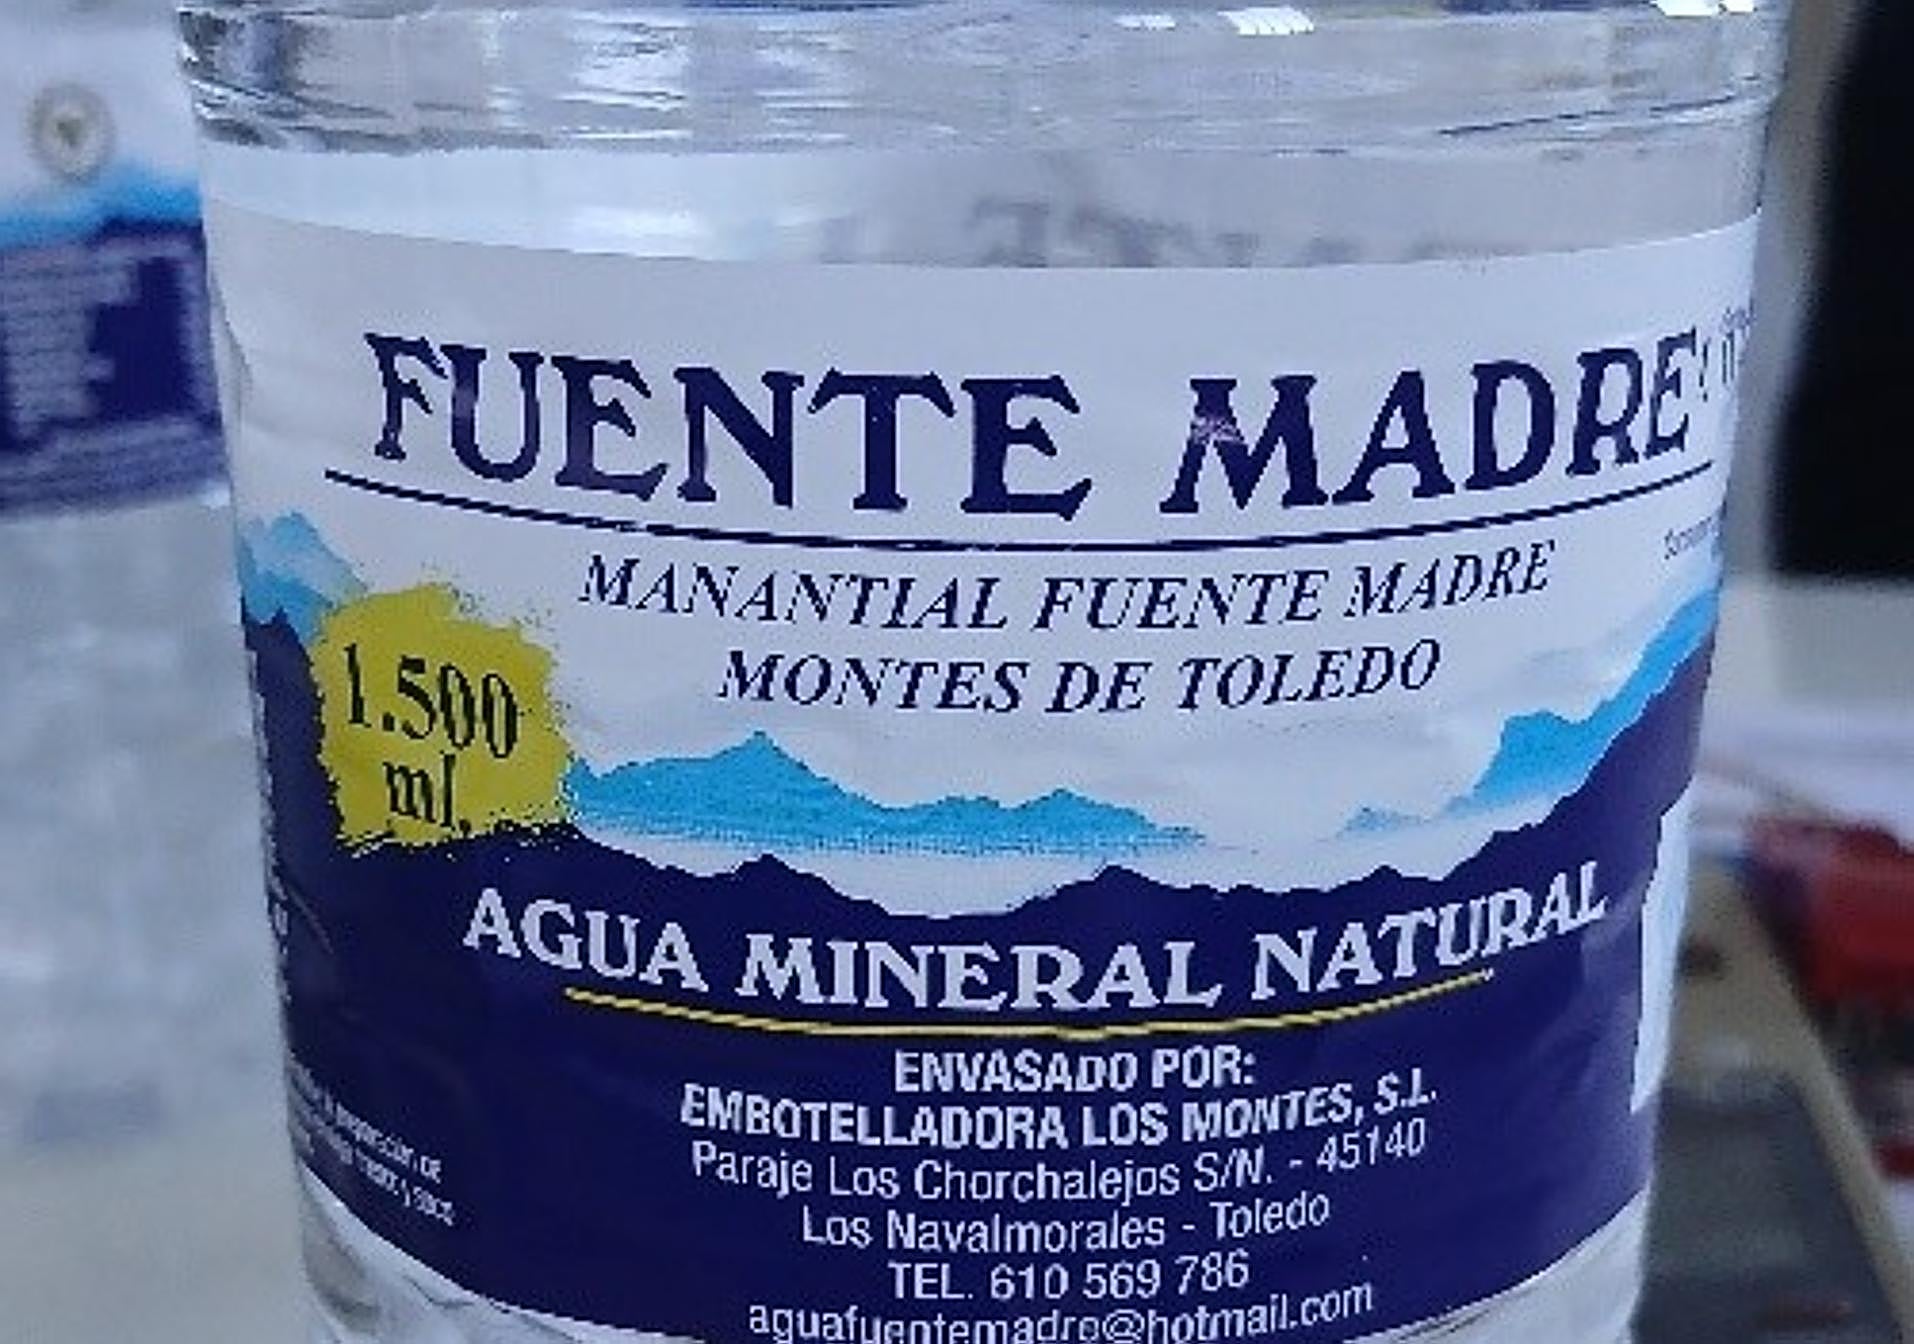 FUENTE MADRE
MANANTIAL FUENTE MADRE
MONTES DE TOLEDO
1.500
ml.
AGUA MINERAL NATURAL
ENVASADO POR:
EMBOTELLADORA LOS MONTES, S.L.
Paraje Los Chorchalejos S/N. - 45140
Los Navalmorales - Toledo
TEL. 610 569 786
aguafuentemadre@hotmail.com